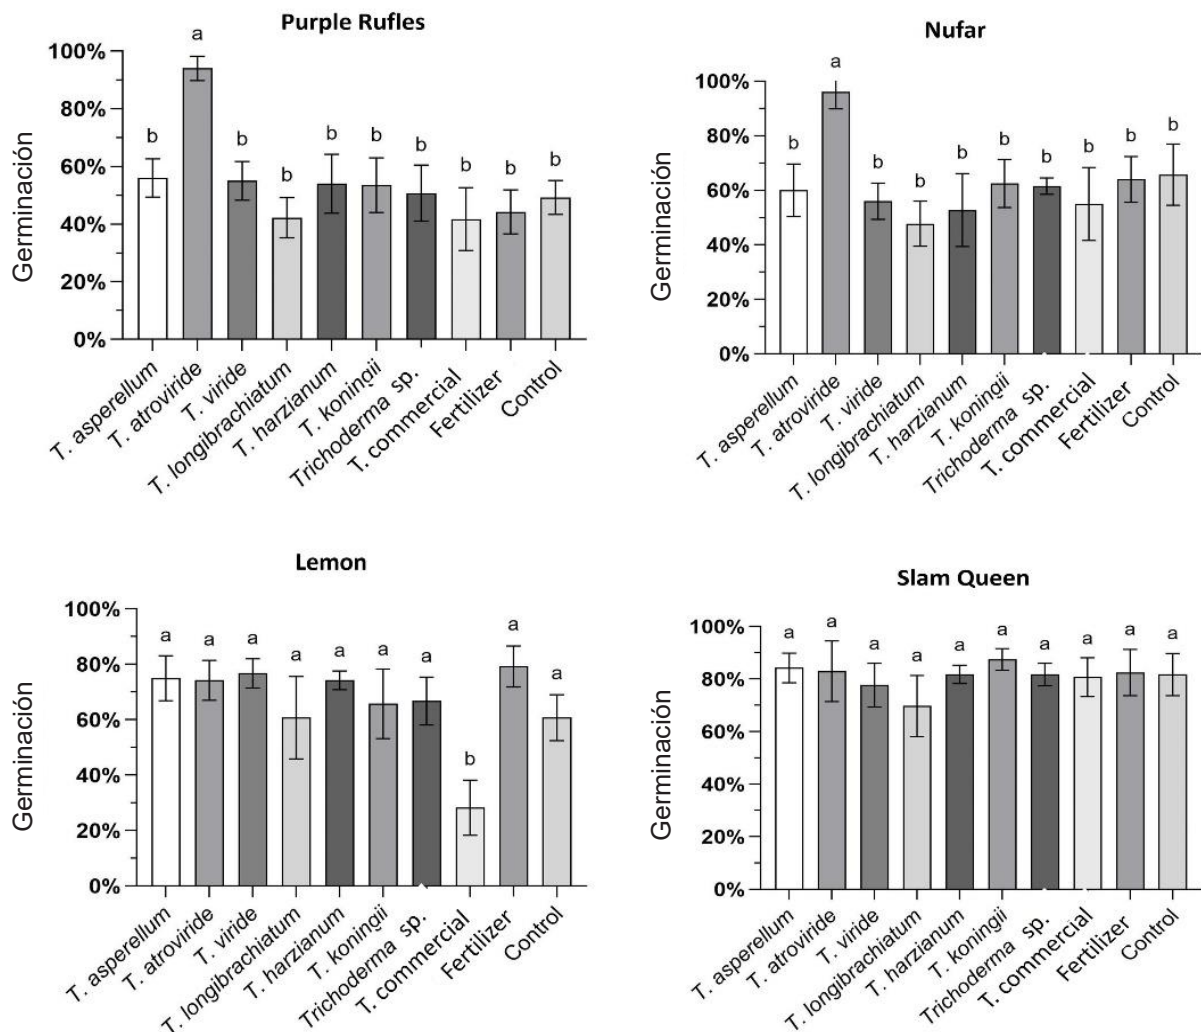 Purple Rufles
Germinación
100%
80%
60%
40%
20%
0%
a
b
b
b
b
b
b
b
b
b
T. asperellum
T. atroviride
T. viride
T. longibrachiatum
T. harzianum
T. koningii
Trichoderma sp.
T. commercial
Fertilizer
Control
Nufar
Germinación
100%
80%
60%
40%
20%
0%
b
a
b
b
b
b
b
b
b
b
T. asperellum
T. atroviride
T. viride
T. longibrachiatum
T. harzianum
T. koningii
Trichoderma sp.
T. commercial
Fertilizer
Control
Lemon
Germinación
100%
80%
60%
40%
20%
0%
a
a
a
a
a
a
a
b
a
a
T. asperellum
T. atroviride
T. viride
T. longibrachiatum
T. harzianum
T. koningii
Trichoderma sp.
T. commercial
Fertilizer
Control
Slam Queen
Germinación
100%
80%
60%
40%
20%
0%
a
a
a
a
a
a
a
a
a
a
T. asperellum
T. atroviride
T. viride
T. longibrachiatum
T. harzianum
T. koningii
Trichoderma sp.
T. commercial
Fertilizer
Control